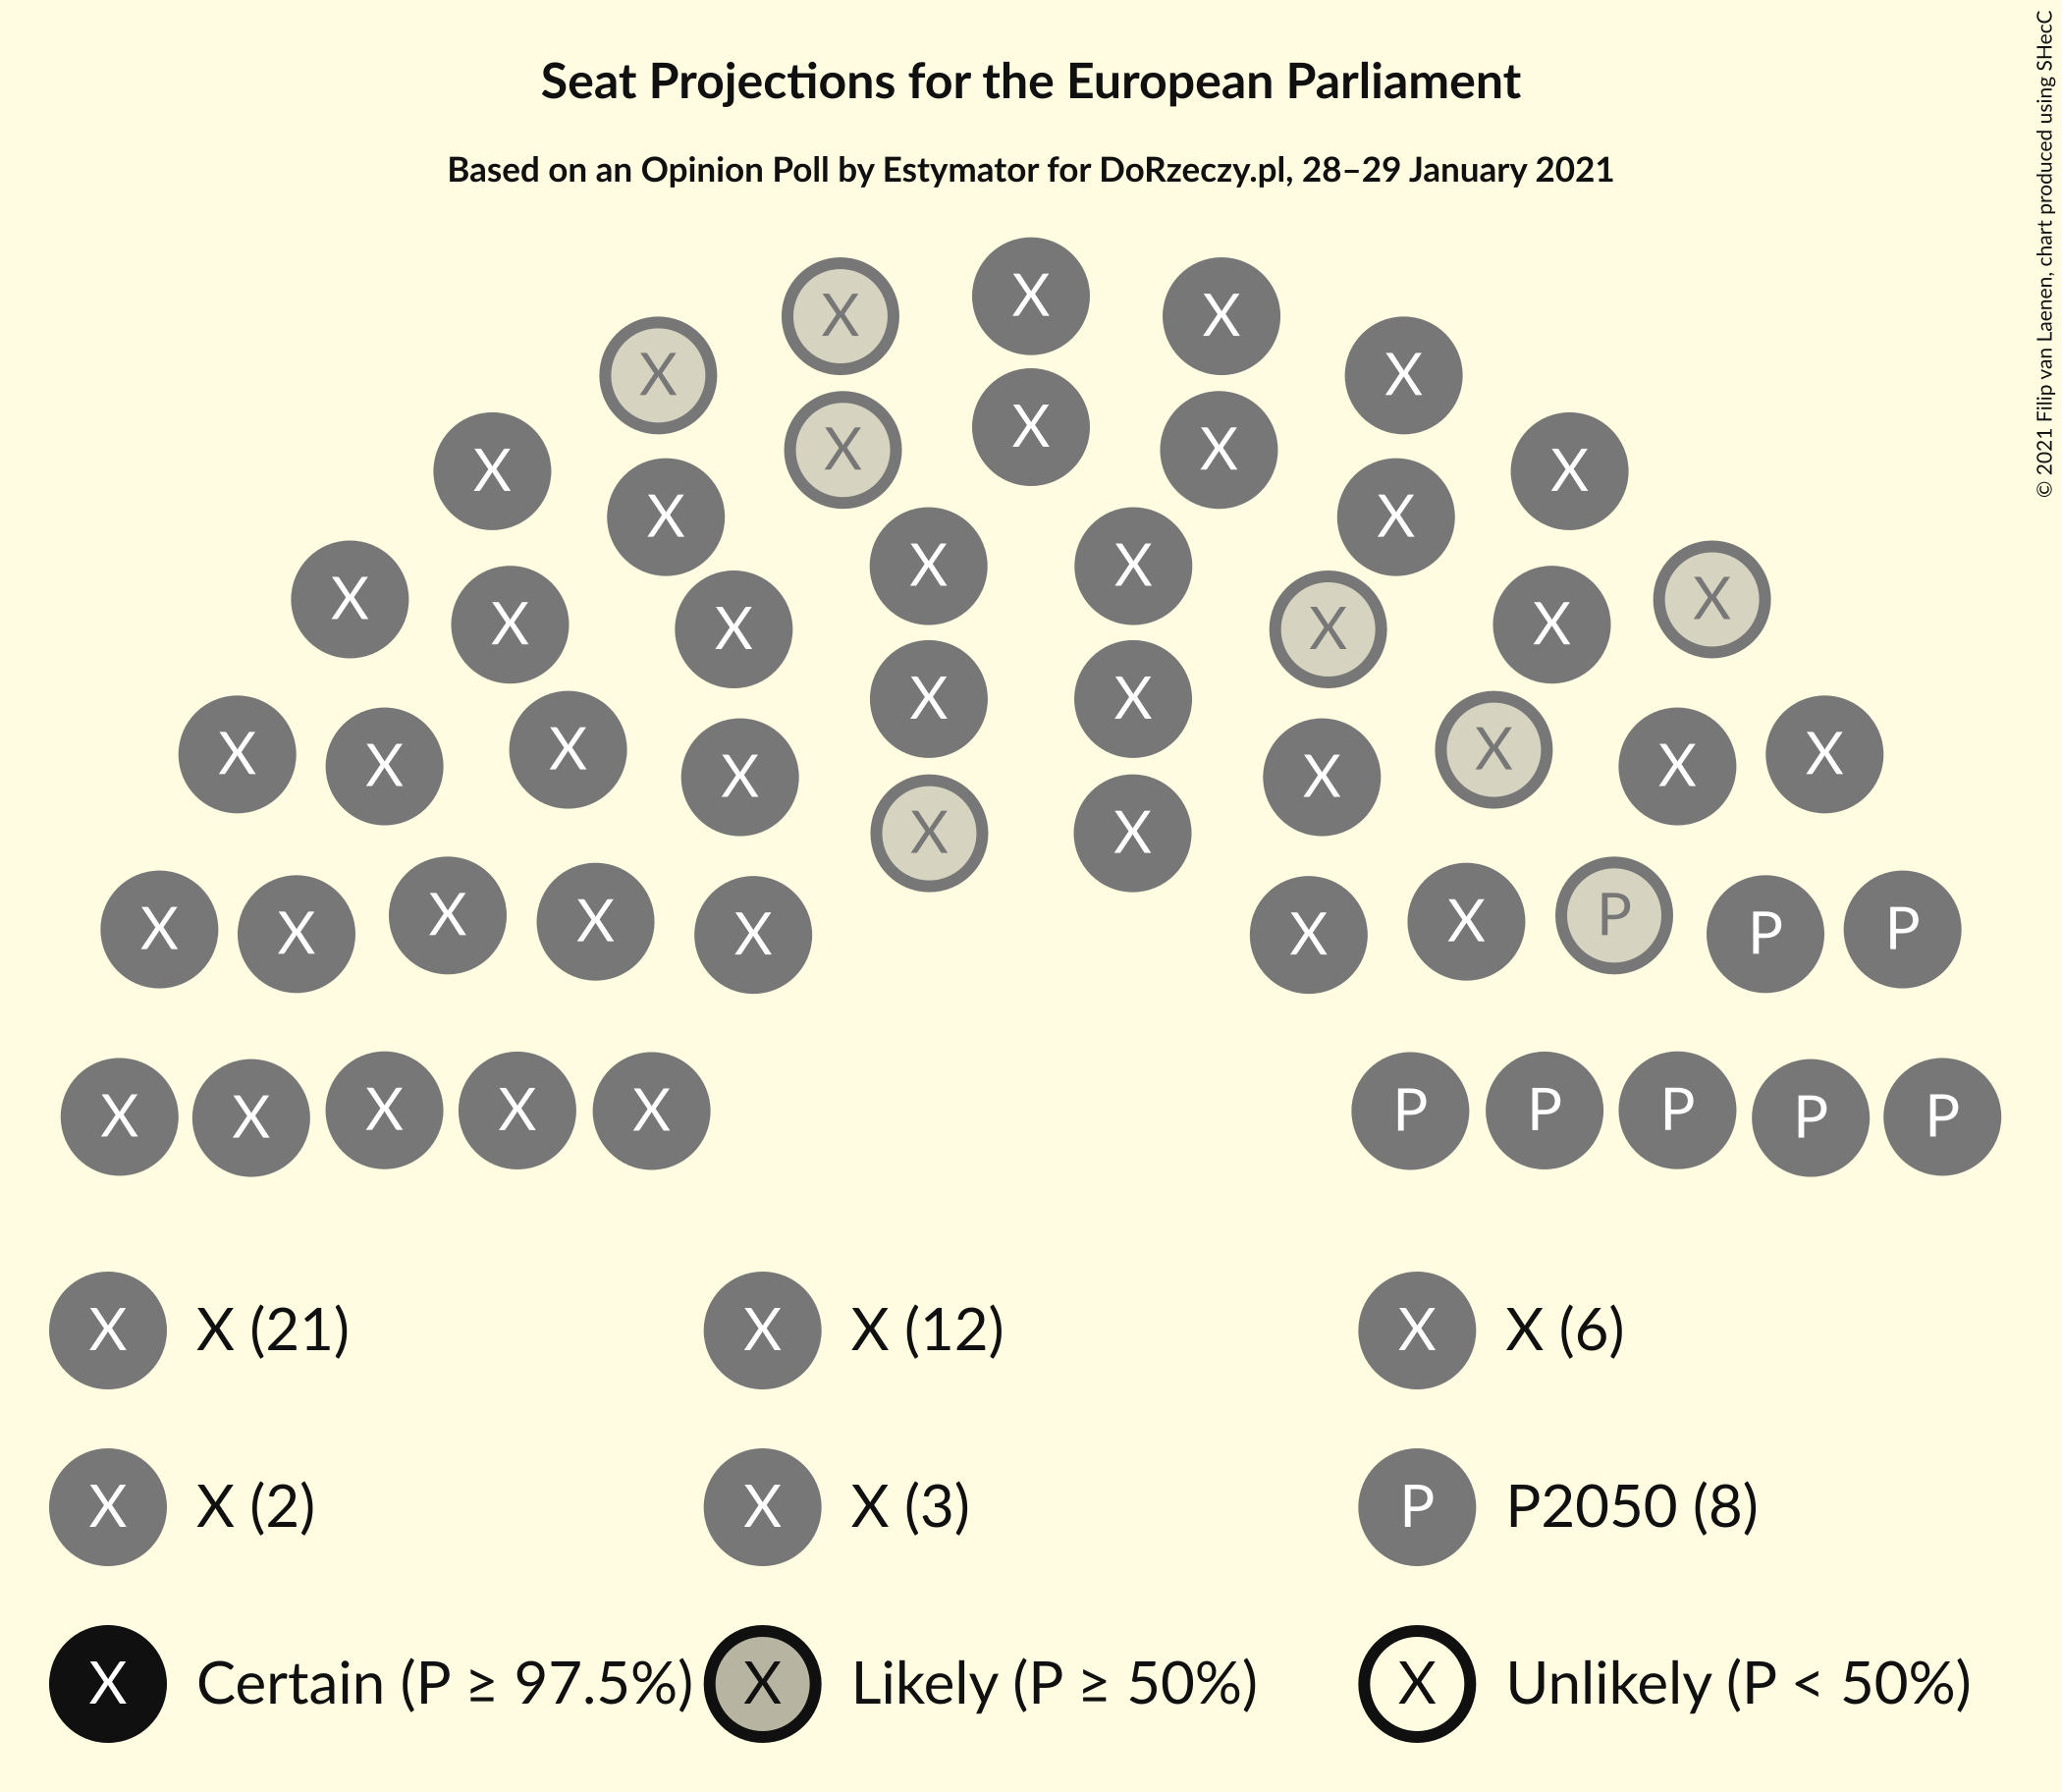 Seat Projections for the European Parliament
Based on an Opinion Poll by Estymator for DoRzeczy.pl, 28–29 January 2021
© 2021 Filip van Laenen, chart produced using SHecC
X X X X X
X X X X X X
X X X X X X X
X X X X X
X X X X X X X X
X X X X X X X X
X X
X X X X X X X P P P
X X X X X P P P P P
X X (21) X X (12) X X (6)
X X (2) X X (3) P P2050 (8)
X Certain (P ≥ 97.5%) X Likely (P ≥ 50%) X Unlikely (P < 50%)